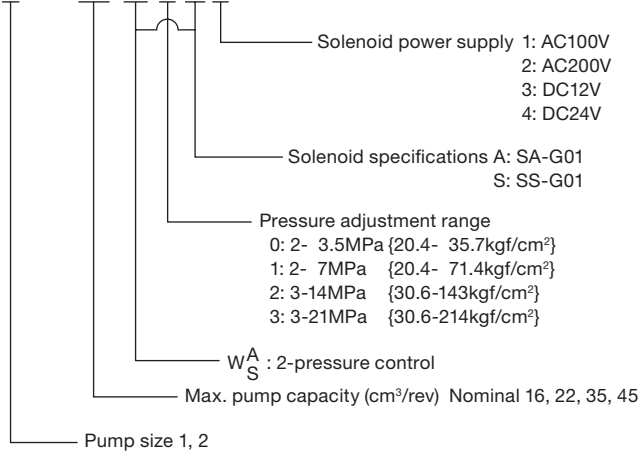 Solenoid power supply 1: AC100V
2: AC200V
3: DC12V
4: DC24V
Solenoid specifications A: SA-G01
S: SS-G01
Pressure adjustment range
0: 2- 3.5MPa {20.4- 35.7kgf/cm²}
1: 2- 7MPa {20.4- 71.4kgf/cm²}
2: 3-14MPa {30.6-143kgf/cm²}
3: 3-21MPa {30.6-214kgf/cm²}
W A S : 2-pressure control
Max. pump capacity (cm³/rev) Nominal 16, 22, 35, 45
Pump size 1, 2